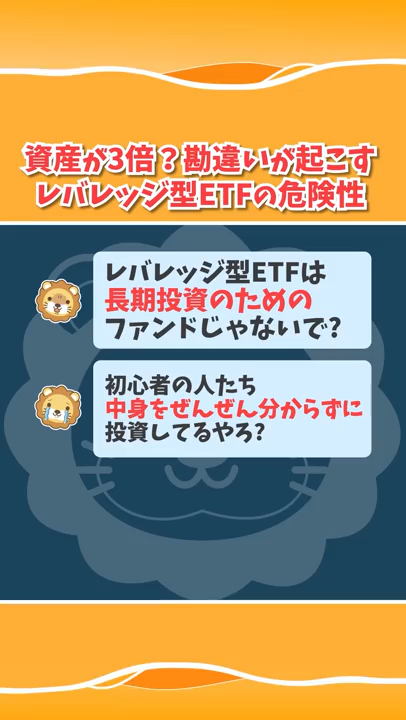 資産が3倍？勘違いが起こす
レバレッジ型ETFの危険性
レバレッジ型ETFは
長期投資のための
ファンドじゃないで?
初心者の人たち
中身をぜんぜん分からずに
投資してるやろ?